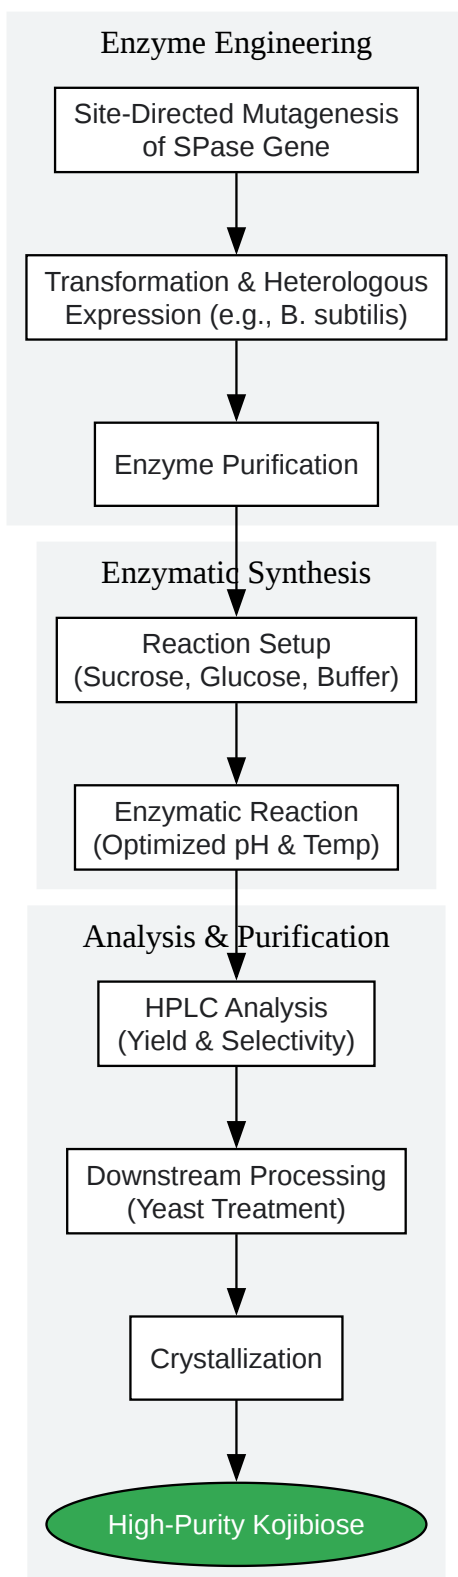 Enzyme Engineering
Site-Directed Mutagenesis
of SPase Gene
Transformation & Heterologous
Expression (e.g., B. subtilis)
Enzyme Purification
Enzymatic Synthesis
Reaction Setup
(Sucrose, Glucose, Buffer)
Enzymatic Reaction
(Optimized pH & Temp)
Analysis & Purification
HPLC Analysis
(Yield & Selectivity)
Downstream Processing
(Yeast Treatment)
Crystallization
High-Purity Kojibiose